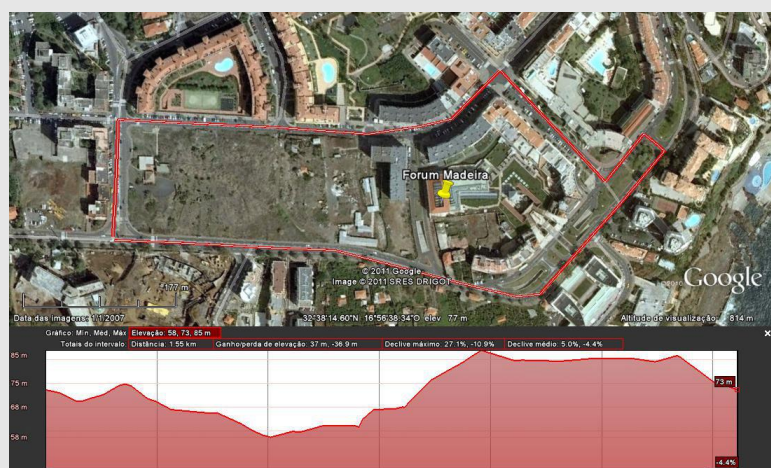 Forum Madeira
© 2011 Google
Image © 2011 SRES DRIGOT
Google
177 m
Data das imagens: 1/1/2007
32°38'14.60"N 16°56'38.34"O elev 77 m
Altitude de visualização 814 m
Gráfico: Mín, Méd, Máx Elevação: 58, 73, 85 m
Totais do intervalo: Distância: 1.55 km Ganho/perda de elevação: 37 m, -36.9 m Declive máximo: 27.1%, -10.9% Declive médio: 5.0%, -4.4%
85 m
75 m
68 m
58 m
73 m
-4.4%